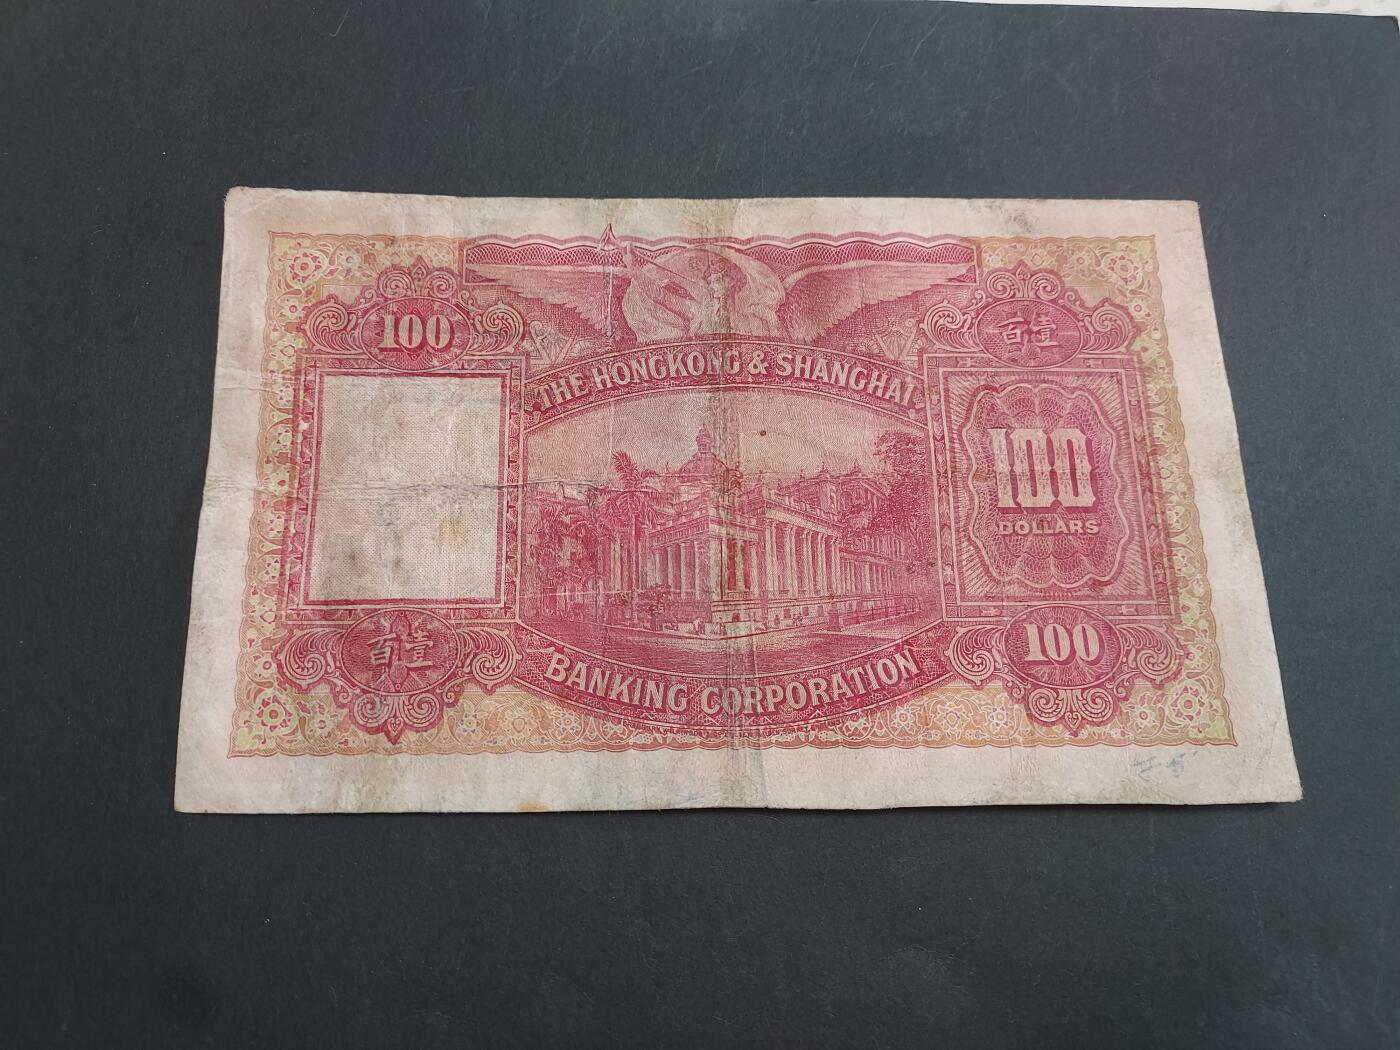 100
百壹
THE HONGKONG & SHANGHAI
100
DOLLARS
百壹
100
BANKING CORPORATION